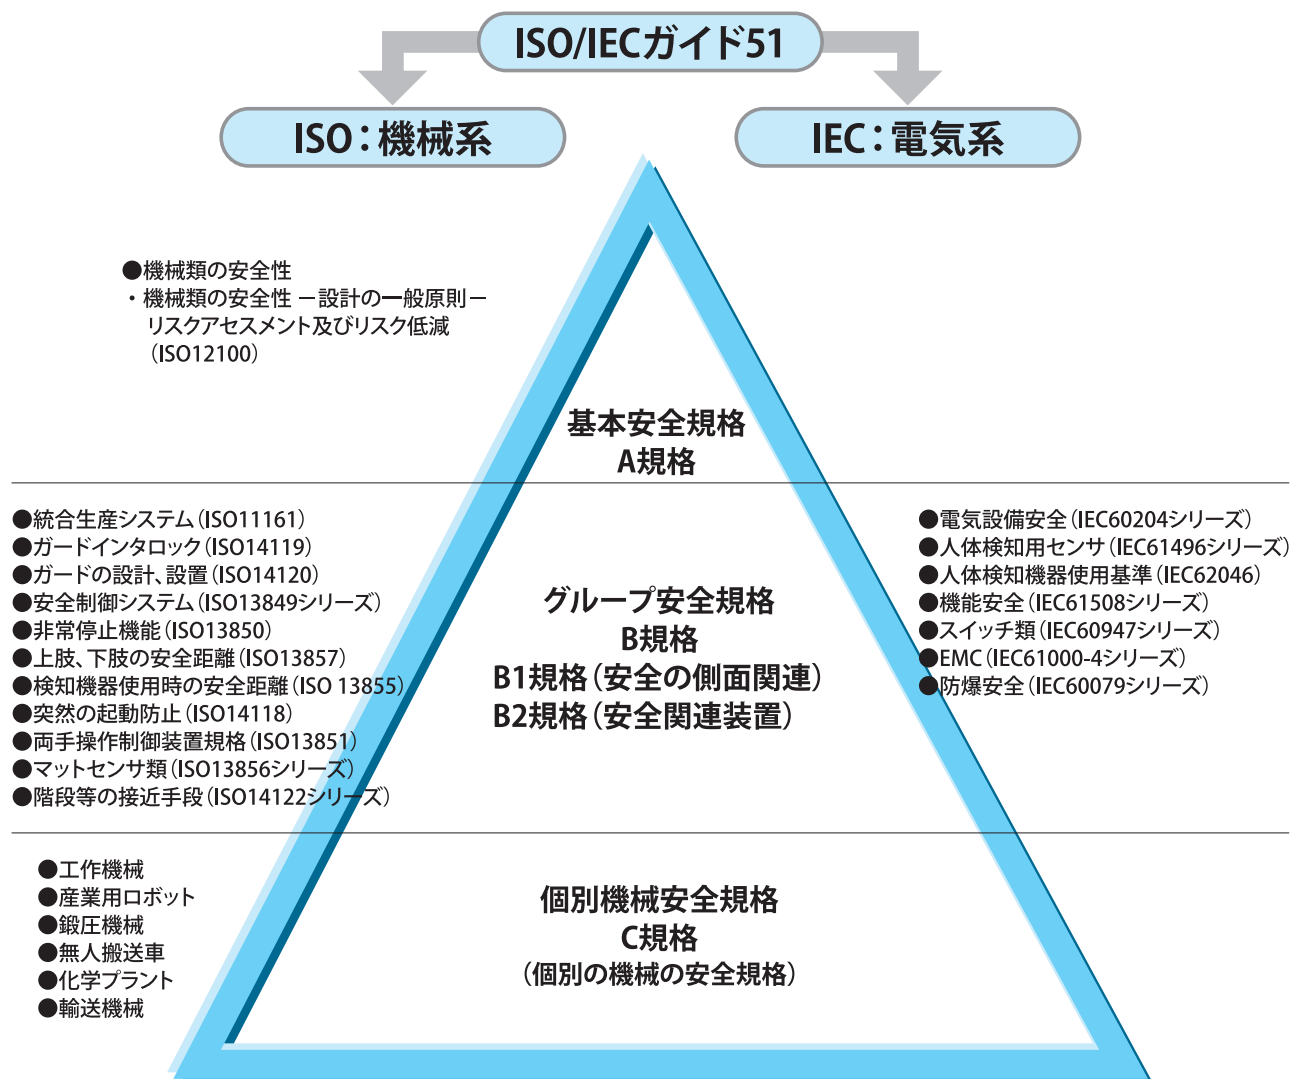 ISO/IECガイド51
ISO：機械系
IEC：電気系
●機械類の安全性
・機械類の安全性 －設計の一般原則－
リスクアセスメント及びリスク低減
（ISO12100）
基本安全規格
A規格
●統合生産システム（ISO11161）
●ガードインタロック（ISO14119）
●ガードの設計、設置（ISO14120）
●安全制御システム（ISO13849シリーズ）
●非常停止機能（ISO13850）
●上肢、下肢の安全距離（ISO13857）
●検知機器使用時の安全距離（ISO 13855）
●突然の起動防止（ISO14118）
●両手操作制御装置規格（ISO13851）
●マットセンサ類（ISO13856シリーズ）
●階段等の接近手段（ISO14122シリーズ）
グループ安全規格
B規格
B1規格（安全の側面関連）
B2規格（安全関連装置）
●電気設備安全（IEC60204シリーズ）
●人体検知用センサ（IEC61496シリーズ）
●人体検知機器使用基準（IEC62046）
●機能安全（IEC61508シリーズ）
●スイッチ類（IEC60947シリーズ）
●EMC（IEC61000-4シリーズ）
●防爆安全（IEC60079シリーズ）
●工作機械
●産業用ロボット
●鍛圧機械
●無人搬送車
●化学プラント
●輸送機械
個別機械安全規格
C規格
（個別の機械の安全規格）